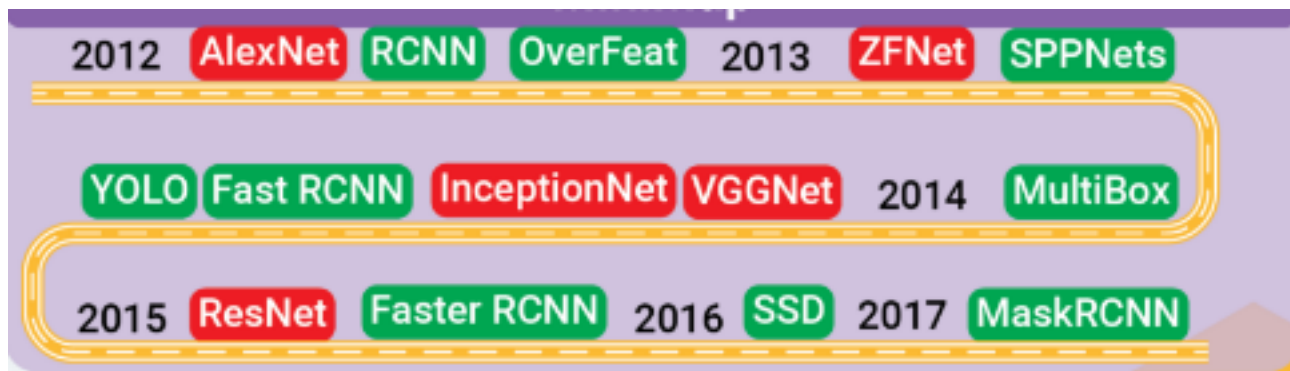 2012 AlexNet RCNN OverFeat 2013 ZFNet SPPNets
YOLO Fast RCNN InceptionNet VGGNet 2014 MultiBox
2015 ResNet Faster RCNN 2016 SSD 2017 MaskRCNN